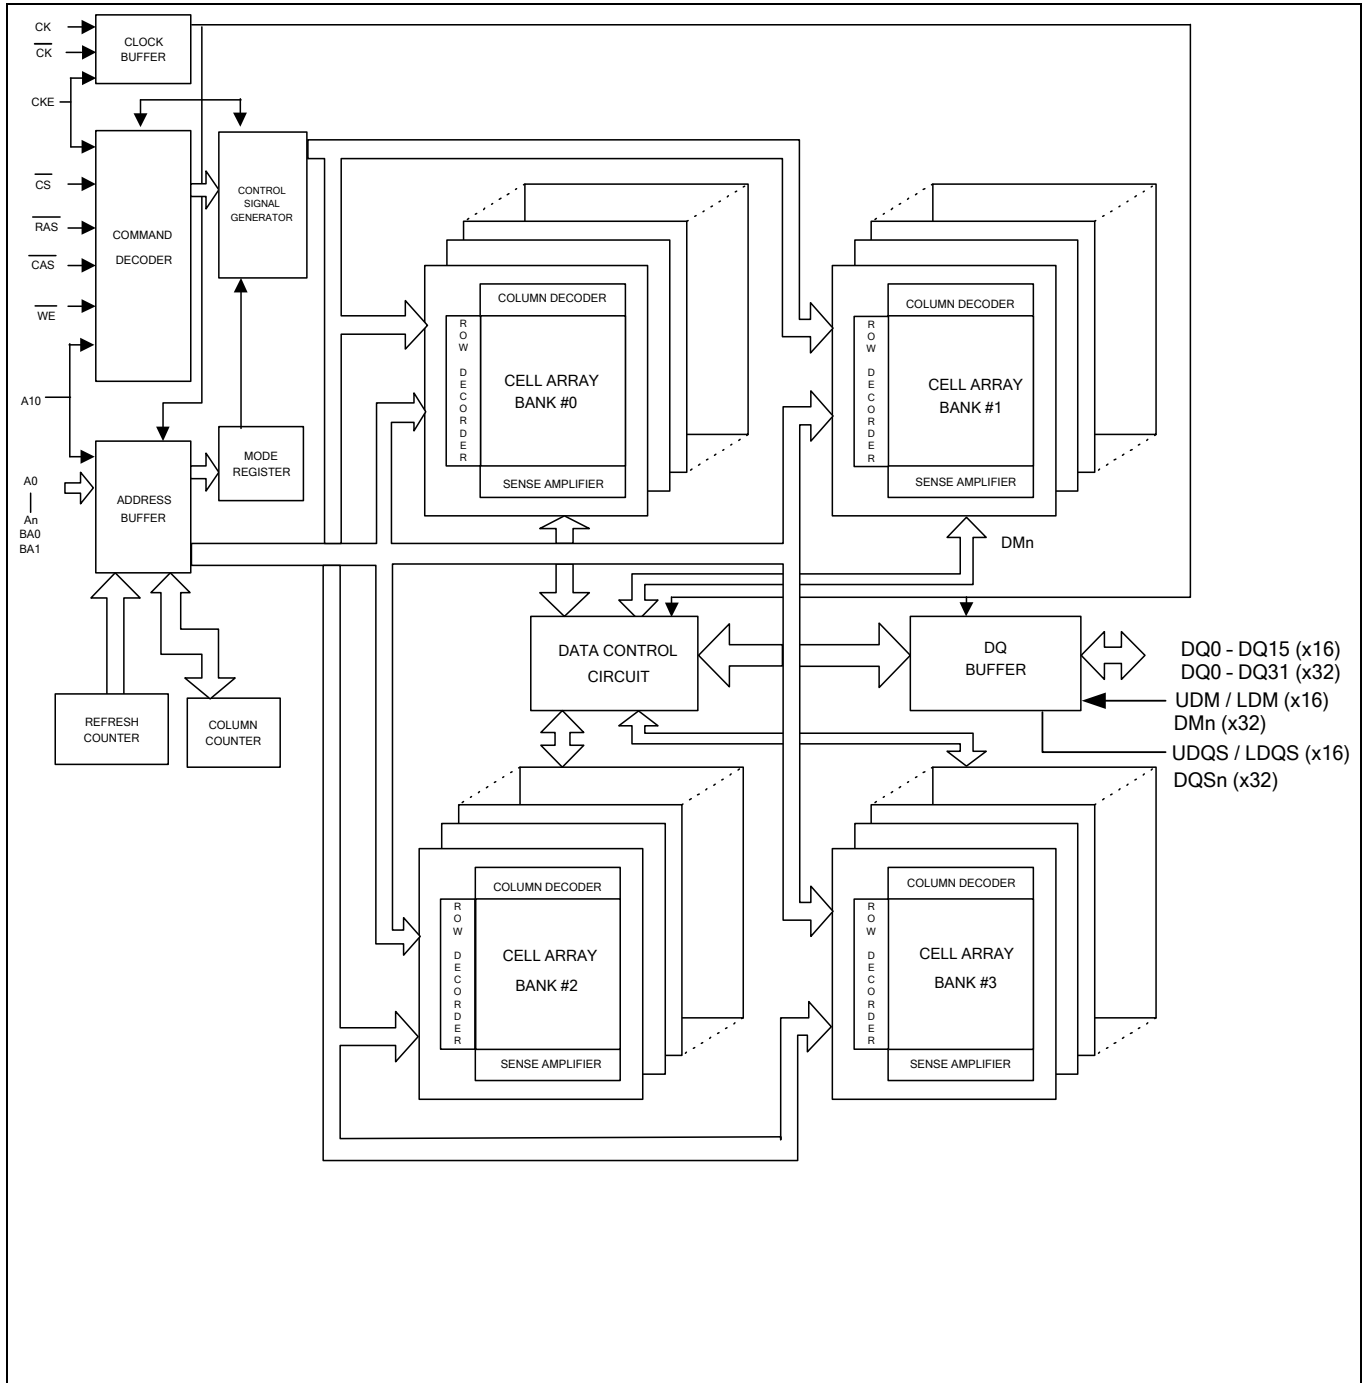 CK
CK
CKE
CS
RAS
CAS
WE
A10
A0
An
BA0
BA1
CLOCK
BUFFER
COMMAND
DECODER
CONTROL
SIGNAL
GENERATOR
MODE
REGISTER
ADDRESS
BUFFER
REFRESH
COUNTER
COLUMN
COUNTER
COLUMN DECODER
ROW DECORDER
CELL ARRAY
BANK #0
SENSE AMPLIFIER
COLUMN DECODER
ROW DECORDER
CELL ARRAY
BANK #1
SENSE AMPLIFIER
DMn
DATA CONTROL
CIRCUIT
DQ
BUFFER
DQ0 - DQ15 (x16)
DQ0 - DQ31 (x32)
UDM / LDM (x16)
DMn (x32)
UDQS / LDQS (x16)
DQSn (x32)
COLUMN DECODER
ROW DECORDER
CELL ARRAY
BANK #2
SENSE AMPLIFIER
COLUMN DECODER
ROW DECORDER
CELL ARRAY
BANK #3
SENSE AMPLIFIER